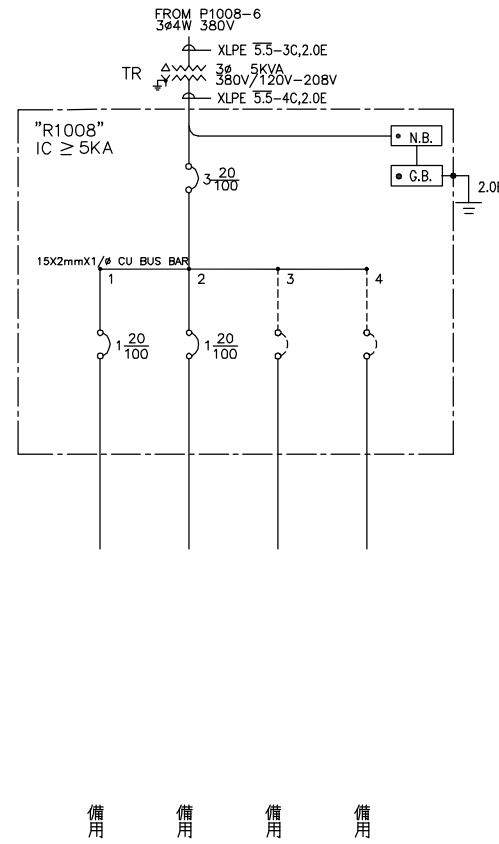 FROM P1008-6
3ø4W 380V
XLPE 5.5-3C,2.0E
TR
3ø 5KVA
380V/120V-208V
XLPE 5.5-4C,2.0E
"R1008"
IC ≥ 5KA
N.B.
G.B.
3 20
100
15X2mmX1/ø CU BUS BAR
1
2
3
4
1 20
100
1 20
100
備用
備用
備用
備用